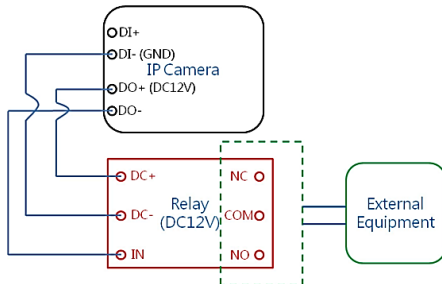 DI+
DI- (GND)
IP Camera
DO+ (DC12V)
DO-
DC+
NC
Relay
(DC12V)
DC-
COM
IN
NO
External
Equipment